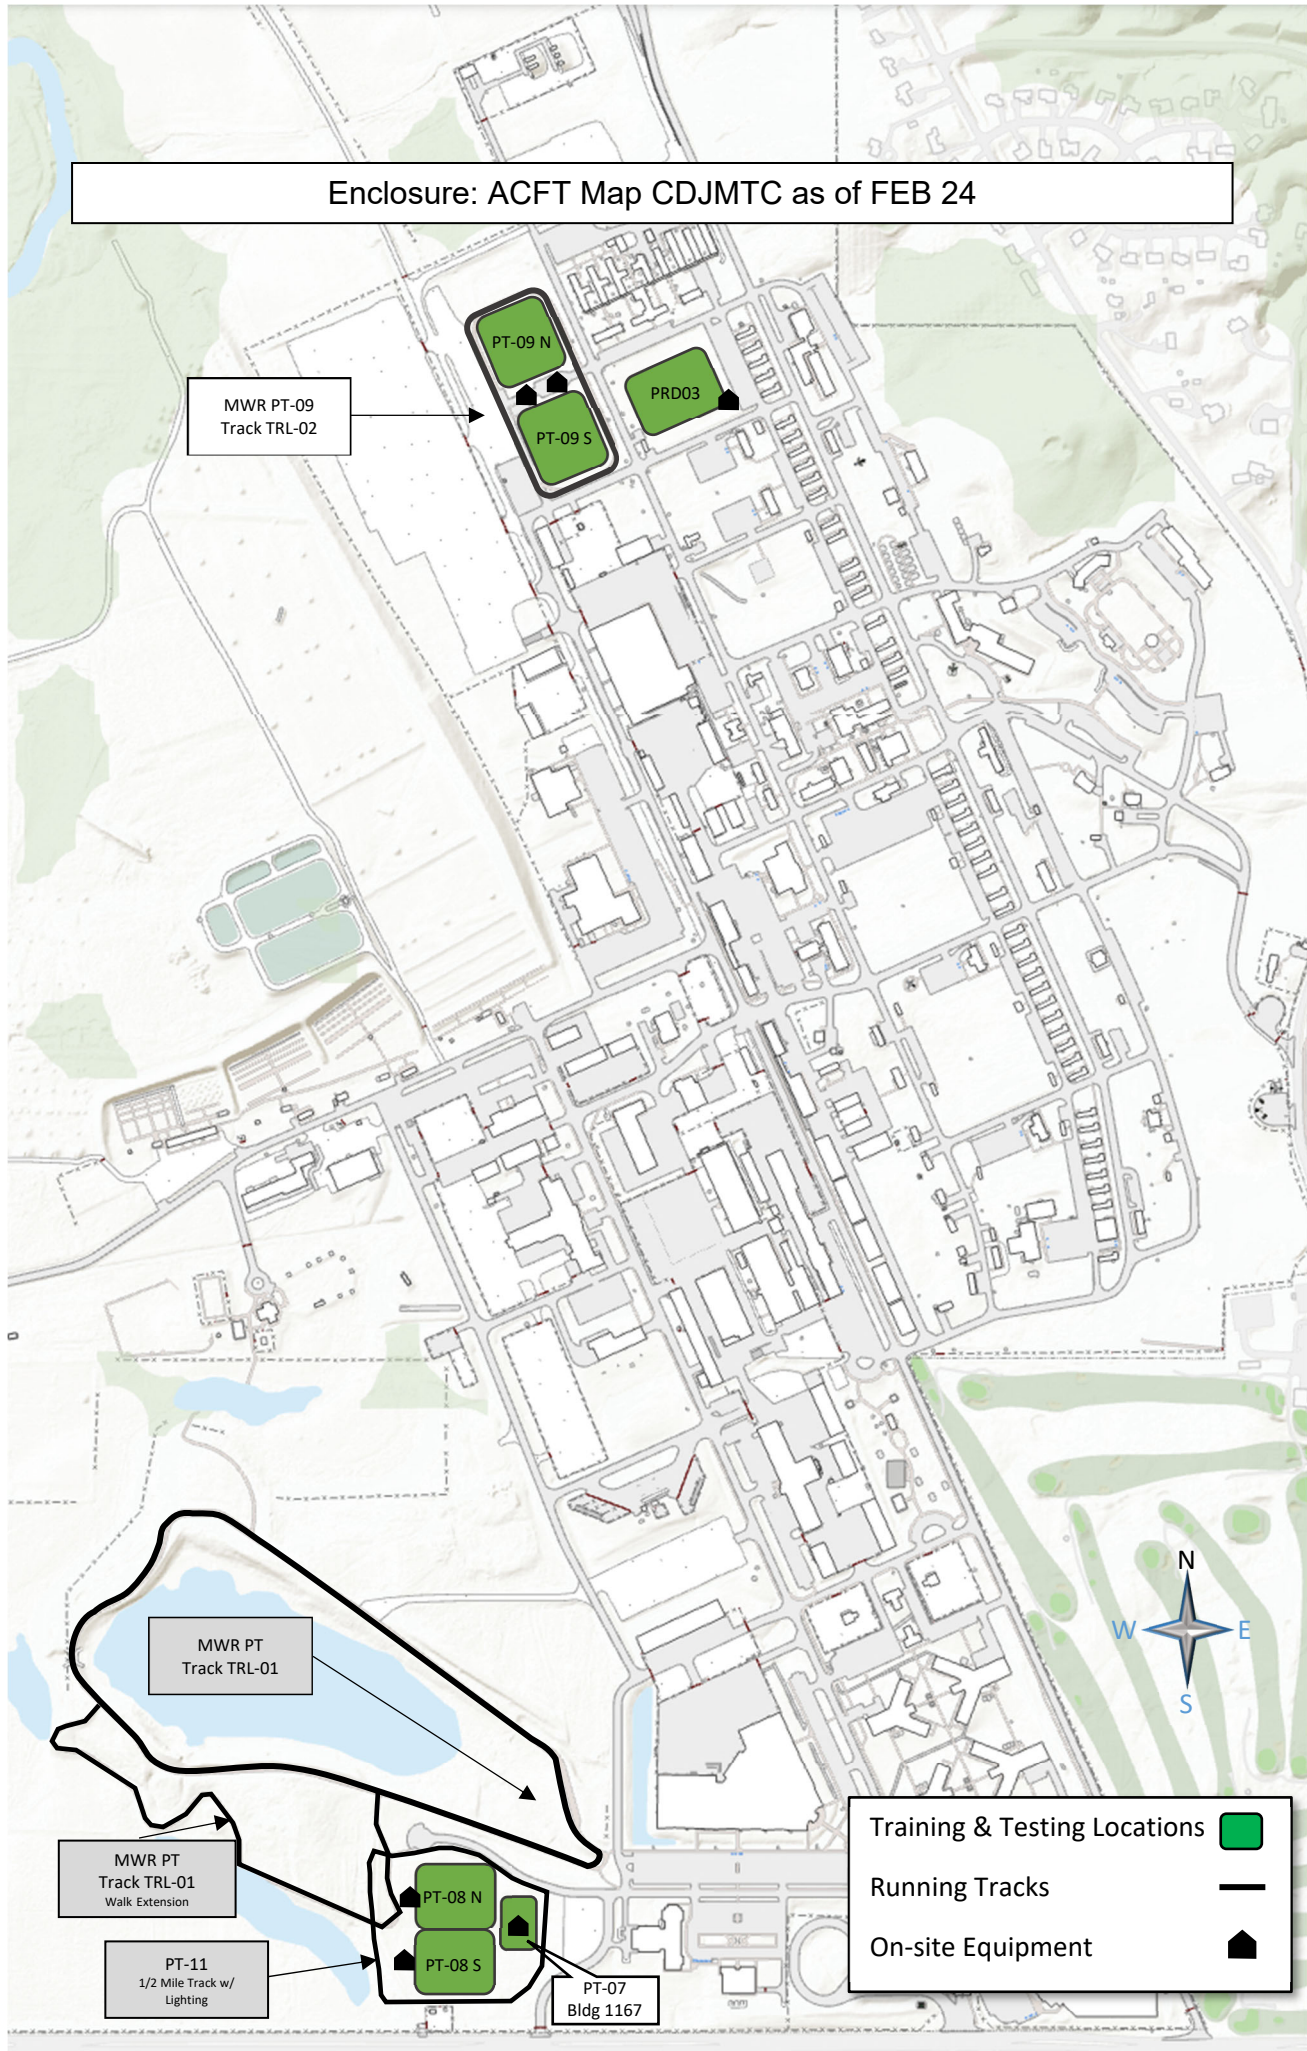 Enclosure: ACFT Map CDJMTC as of FEB 24
PT-09 N
PRD03
MWR PT-09
Track TRL-02
PT-09 S
N
W
E
S
MWR PT
Track TRL-01
Training & Testing Locations
Running Tracks
On-site Equipment
MWR PT
Track TRL-01
Walk Extension
PT-08 N
PT-08 S
PT-11
1/2 Mile Track w/
Lighting
PT-07
Bldg 1167